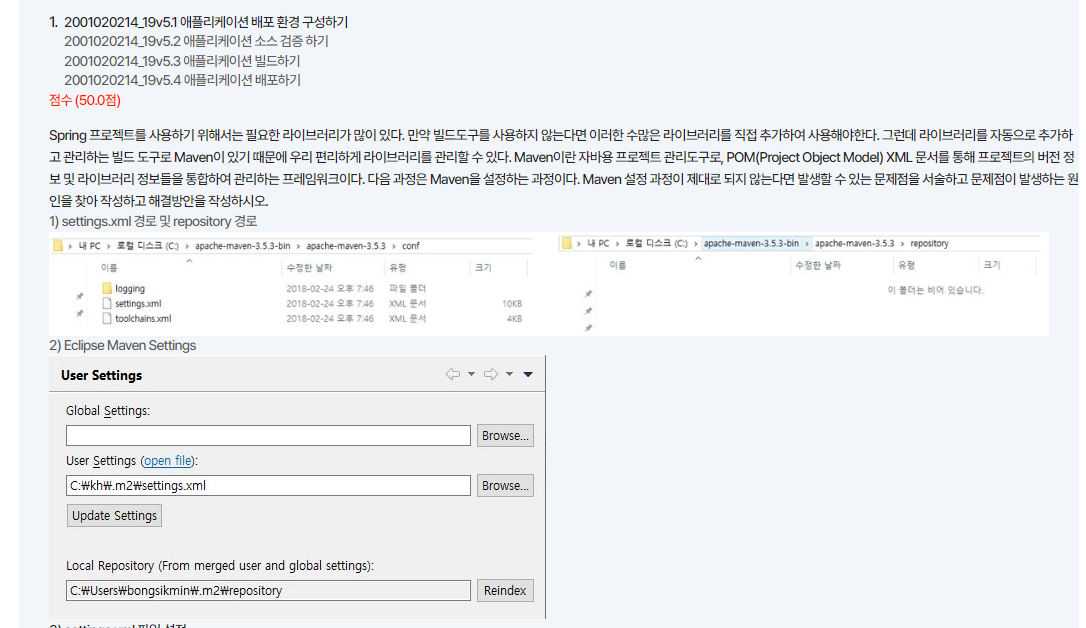 1. 2001020214_19v5.1 애플리케이션 배포 환경 구성하기
2001020214_19v5.2 애플리케이션 소스 검증 하기
2001020214_19v5.3 애플리케이션 빌드하기
2001020214_19v5.4 애플리케이션 배포하기
점수 (50.0점)
Spring 프로젝트를 사용하기 위해서는 필요한 라이브러리가 많이 있다. 만약 빌드도구를 사용하지 않는다면 이러한 수많은 라이브러리를 직접 추가하여 사용해야한다. 그런데 라이브러리를 자동으로 추가하
고 관리하는 빌드 도구로 Maven이 있기 때문에 우리 편리하게 라이브러리를 관리할 수 있다. Maven이란 자바용 프로젝트 관리도구로, POM(Project Object Model) XML 문서를 통해 프로젝트의 버전 정
보 및 라이브러리 정보들을 통합하여 관리하는 프레임워크이다. 다음 과정은 Maven을 설정하는 과정이다. Maven 설정 과정이 제대로 되지 않는다면 발생할 수 있는 문제점을 서술하고 문제점이 발생하는 원
인을 찾아 작성하고 해결방안을 작성하시오.
1) settings.xml 경로 및 repository 경로
› 내 PC › 로컬 디스크 (C:) › apache-maven-3.5.3-bin › apache-maven-3.5.3 › conf
이름 수정한 날짜 유형 크기
logging 2018-02-24 오후 7:46 파일 폴더
settings.xml 2018-02-24 오후 7:46 XML 문서 10KB
toolchains.xml 2018-02-24 오후 7:46 XML 문서 4KB
› 내 PC › 로컬 디스크 (C:) › apache-maven-3.5.3-bin › apache-maven-3.5.3 › repository
이름 수정한 날짜 유형 크기
이 폴더는 비어 있습니다.
2) Eclipse Maven Settings
User Settings
Global Settings:
Browse...
User Settings (open file):
C:₩kh₩.m2₩settings.xml Browse...
Update Settings
Local Repository (From merged user and global settings):
C:₩Users₩bongsikmin₩.m2₩repository Reindex